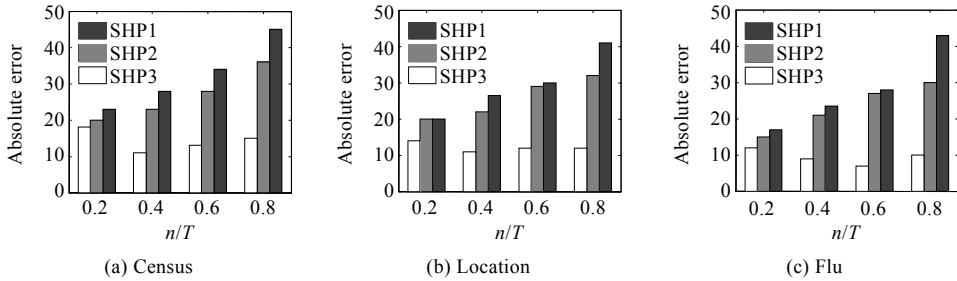 50
40
30
20
10
0
Absolute error
SHP1
SHP2
SHP3
0.2 0.4 0.6 0.8
n/T
(a) Census
50
40
30
20
10
0
Absolute error
SHP1
SHP2
SHP3
0.2 0.4 0.6 0.8
n/T
(b) Location
50
40
30
20
10
0
Absolute error
SHP1
SHP2
SHP3
0.2 0.4 0.6 0.8
n/T
(c) Flu